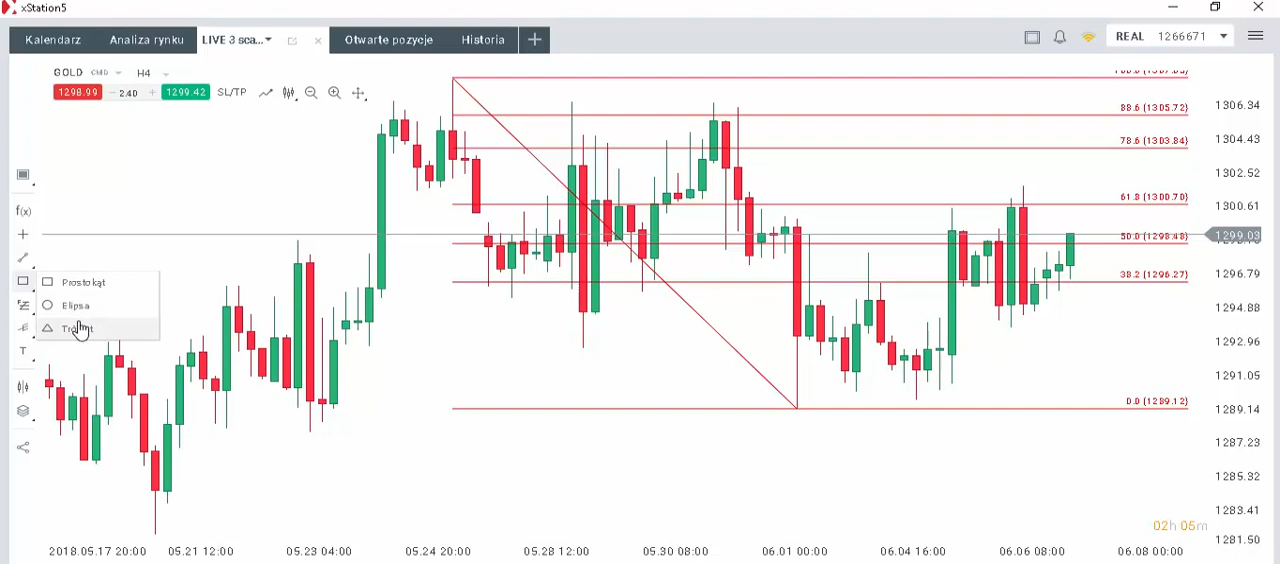 xStation5
Kalendarz Analiza rynku LIVE 3 sca... Otwarte pozycje Historia REAL 1266671
GOLD CMD H4
1298.99 2.40 1299.42 SL/TP
88.6 (1305.72)
78.6 (1303.84)
61.8 (1300.70)
50.0 (1298.48)
38.2 (1296.27)
0.0 (1289.12)
1306.34
1304.43
1302.52
1300.61
1299.03
1296.79
1294.88
1292.96
1291.05
1289.14
1287.23
1285.32
1283.41
1281.50
f(x)
Prostokąt
Elipsa
T
02h 05m
2018.05.17 20:00 05.21 12:00 05.23 04:00 05.24 20:00 05.28 12:00 05.30 08:00 06.01 00:00 06.04 16:00 06.06 08:00 06.08 00:00